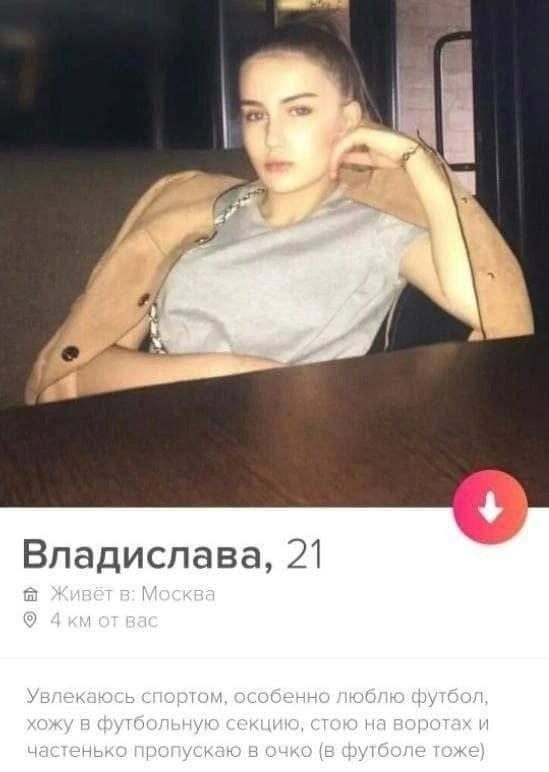 Владислава, 21
Живёт в: Москва
4 км от вас
Увлекаюсь спортом, особенно люблю футбол,
хожу в футбольную секцию, стою на воротах и
частенько пропускаю в очко (в футболе тоже)